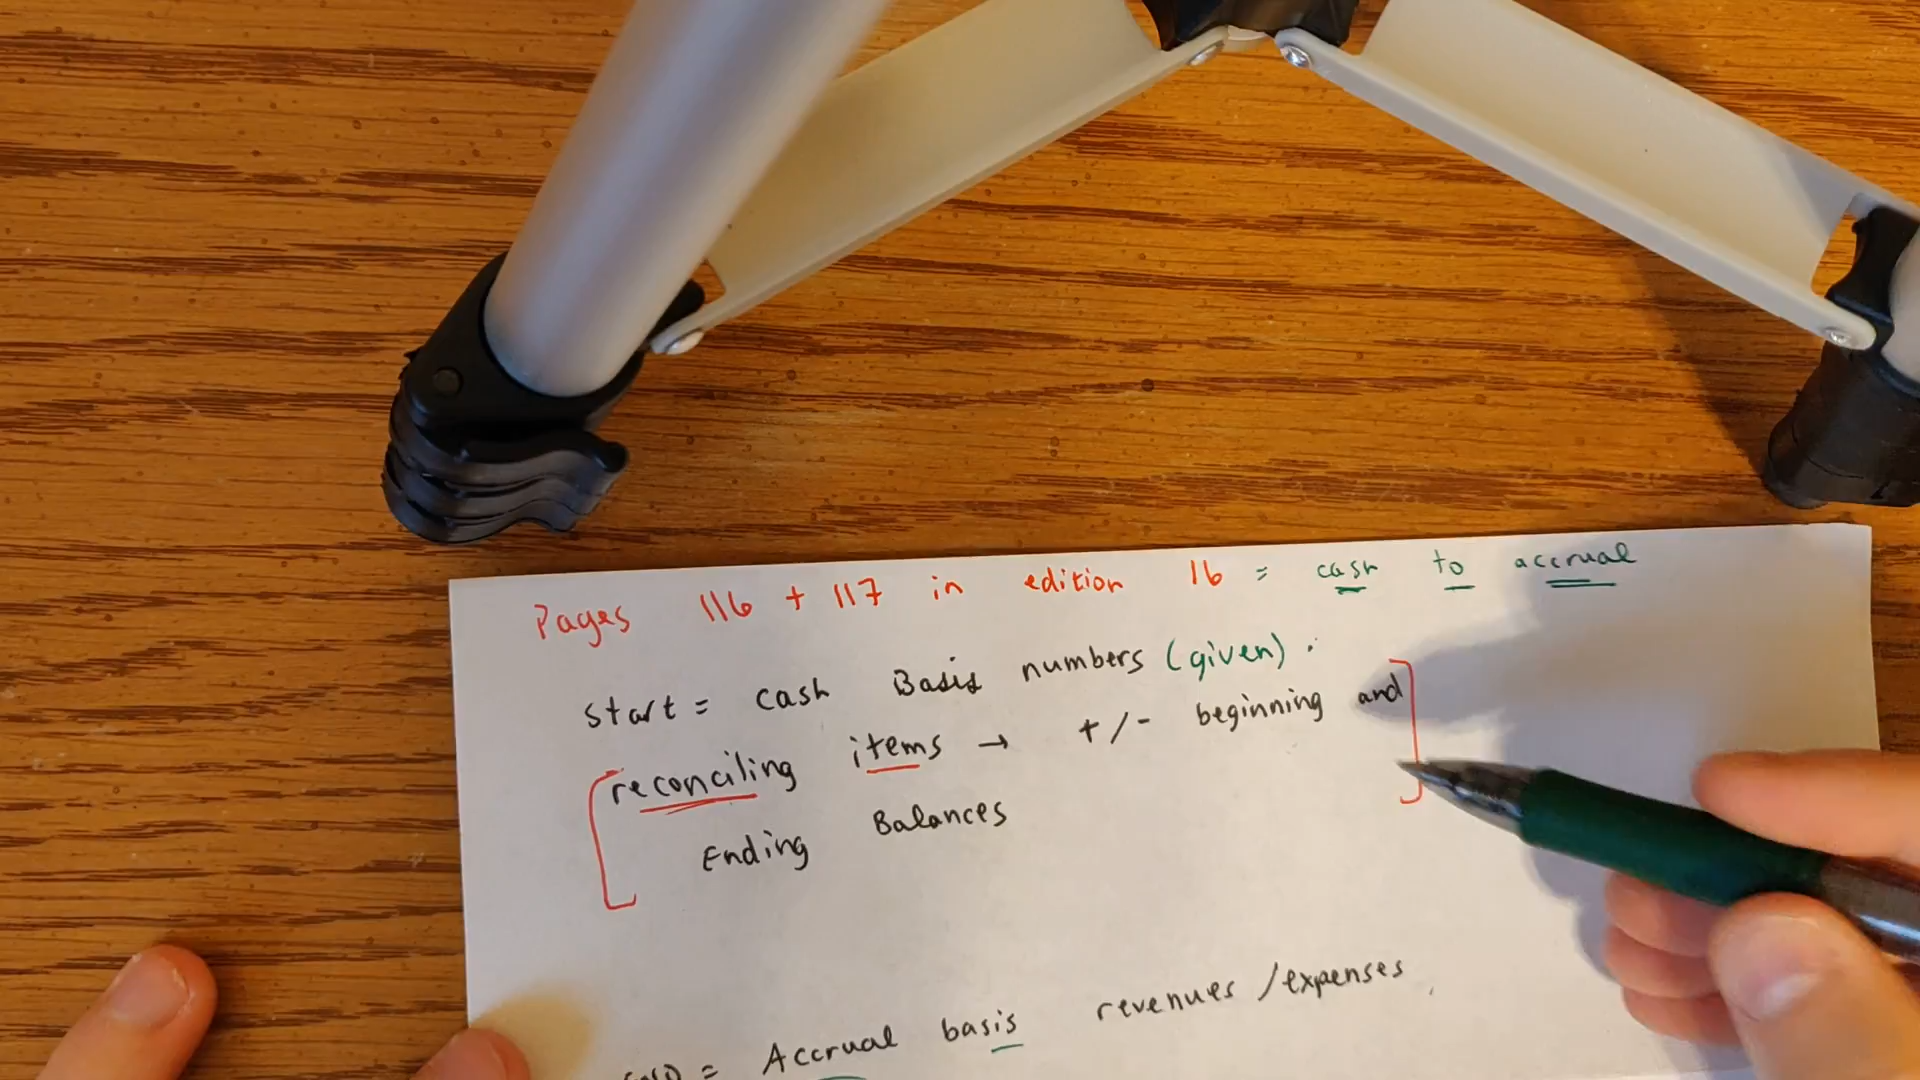 Pages 116 + 117 in edition 16 = cash to accrual
start = cash Basis numbers (given).
reconciling items → +/- beginning and
Ending Balances
= Accrual basis revenues/expenses